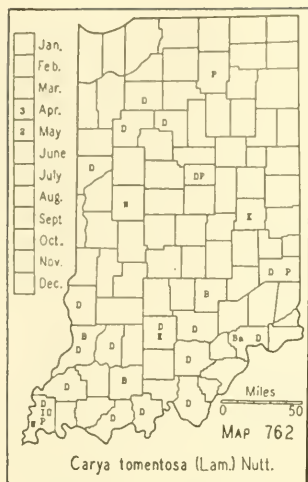 Jan.
Feb.
Mar.
3 Apr.
2 May
June
July
Aug.
Sept
Oct.
Nov.
Dec.
P
D
D D
D
DP
N
K
D P
B
D
B D
D K
D
D
Ba D
D
D
B
D
D
D
D
D
IU
P
Miles
0 50
MAP 762
Carya tomentosa (Lam.) Nutt.